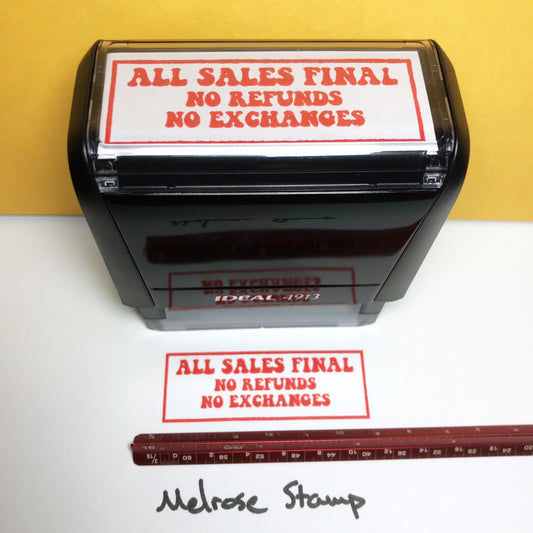 ALL SALES FINAL
NO REFUNDS
NO EXCHANGES
IDEAL 4913
ALL SALES FINAL
NO REFUNDS
NO EXCHANGES
Melrose Stamp